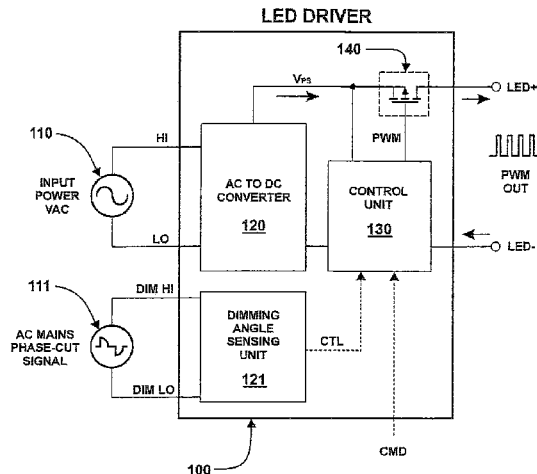 LED DRIVER
140
VPS
LED+
HI
PWM
110
INPUT
POWER
VAC
AC TO DC
CONVERTER
120
CONTROL
UNIT
130
PWM
OUT
LO
LED-
111
DIM HI
AC MAINS
PHASE-CUT
SIGNAL
DIMMING
ANGLE
SENSING
UNIT
121
CTL
DIM LO
100
CMD